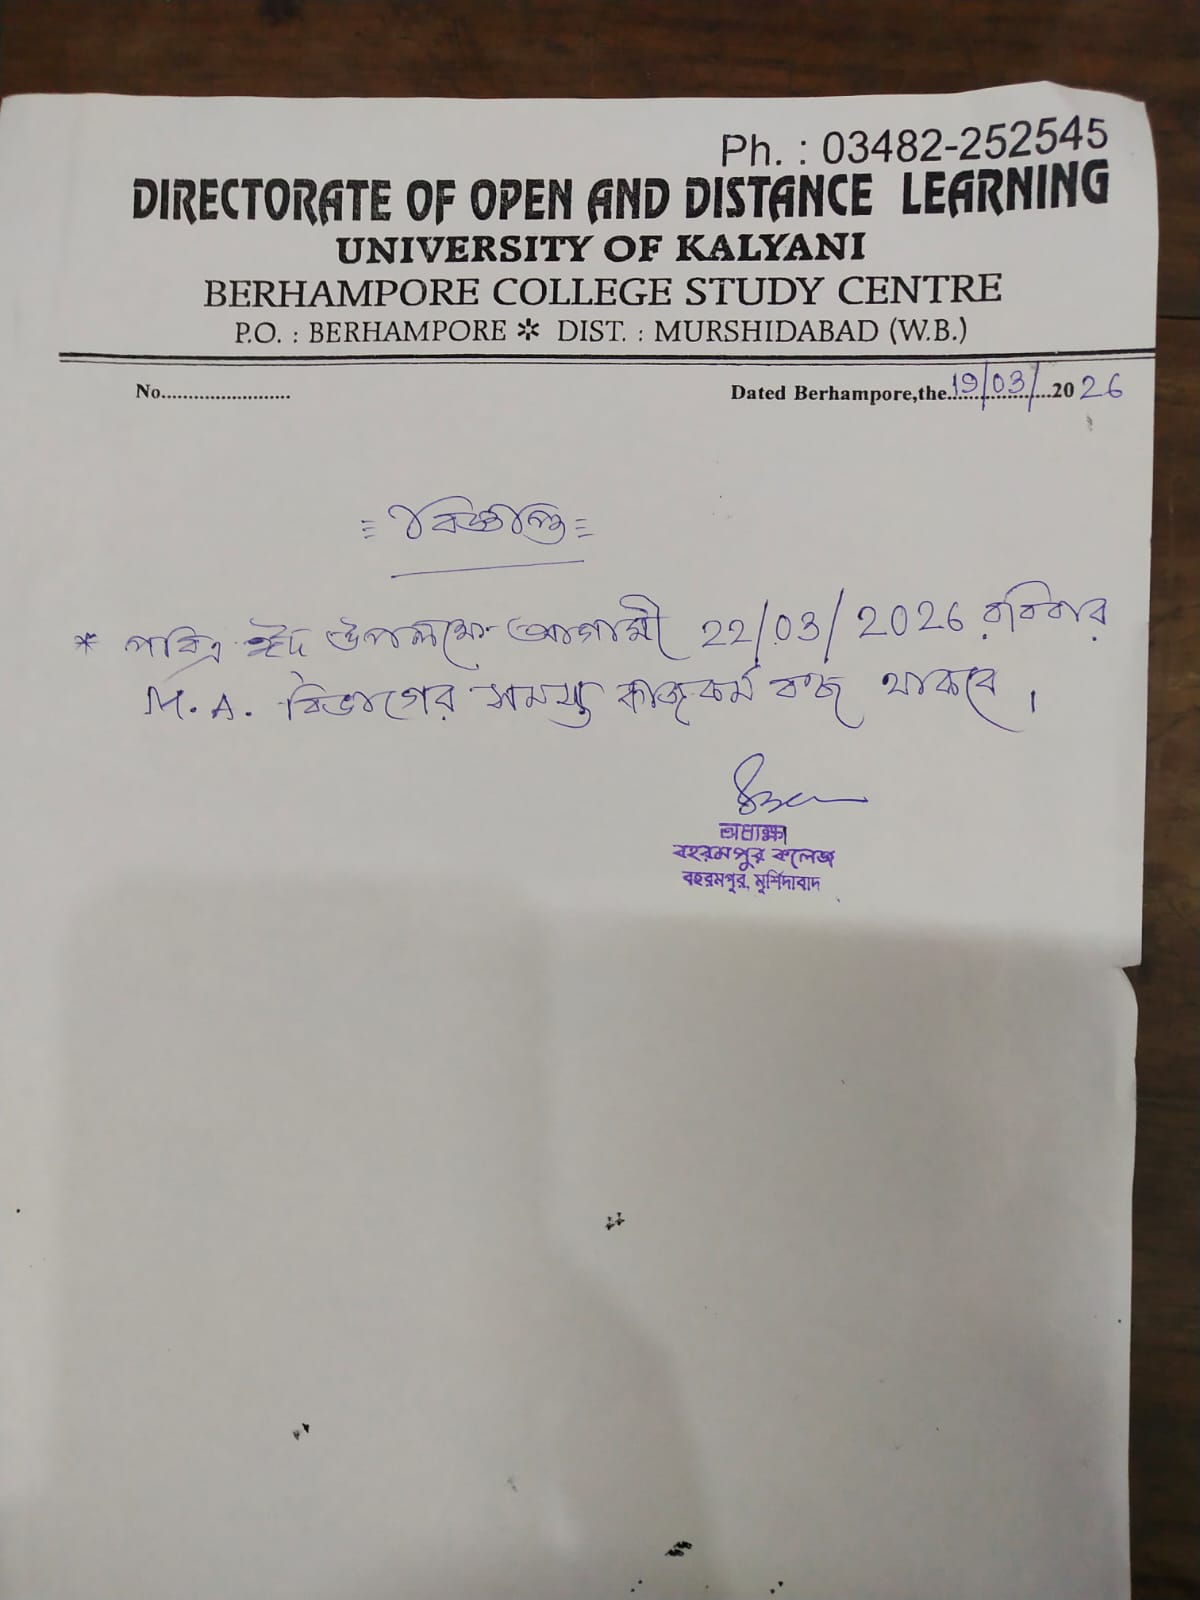 Ph. : 03482-252545
DIRECTORATE OF OPEN AND DISTANCE LEARNING
UNIVERSITY OF KALYANI
BERHAMPORE COLLEGE STUDY CENTRE
P.O. : BERHAMPORE ✻ DIST. : MURSHIDABAD (W.B.)
No........................ Dated Berhampore,the 19/03/ 2026
বিজ্ঞপ্তি
* পবিত্র ঈদ উপলক্ষে আগামী 22/03/2026 রবিবার
M.A. বিভাগের সমস্ত কাজকর্ম বন্ধ থাকবে।
অধ্যক্ষা
বহরমপুর কলেজ
বহরমপুর, মুর্শিদাবাদ